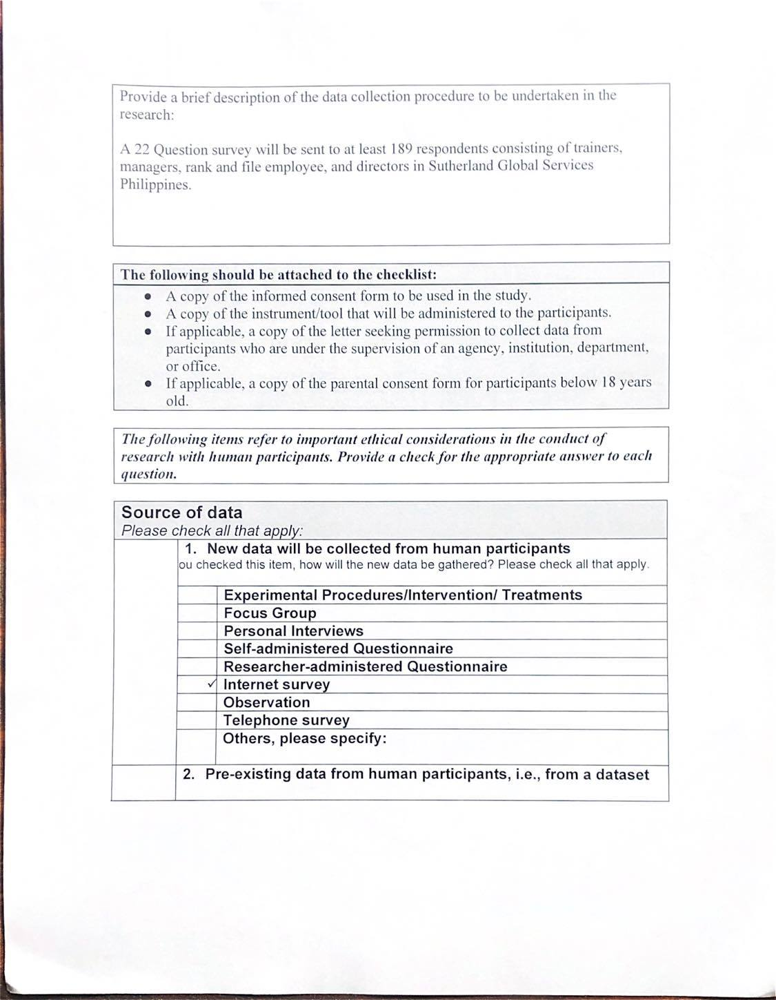 Provide a brief description of the data collection procedure to be undertaken in the
research:
A 22 Question survey will be sent to at least 189 respondents consisting of trainers,
managers, rank and file employee, and directors in Sutherland Global Services
Philippines.
The following should be attached to the checklist:
● A copy of the informed consent form to be used in the study.
● A copy of the instrument/tool that will be administered to the participants.
● If applicable, a copy of the letter seeking permission to collect data from
participants who are under the supervision of an agency, institution, department,
or office.
● If applicable, a copy of the parental consent form for participants below 18 years
old.
The following items refer to important ethical considerations in the conduct of
research with human participants. Provide a check for the appropriate answer to each
question.
Source of data
Please check all that apply:
1. New data will be collected from human participants
ou checked this item, how will the new data be gathered? Please check all that apply.
Experimental Procedures/Intervention/ Treatments
Focus Group
Personal Interviews
Self-administered Questionnaire
Researcher-administered Questionnaire
✓ Internet survey
Observation
Telephone survey
Others, please specify:
2. Pre-existing data from human participants, i.e., from a dataset